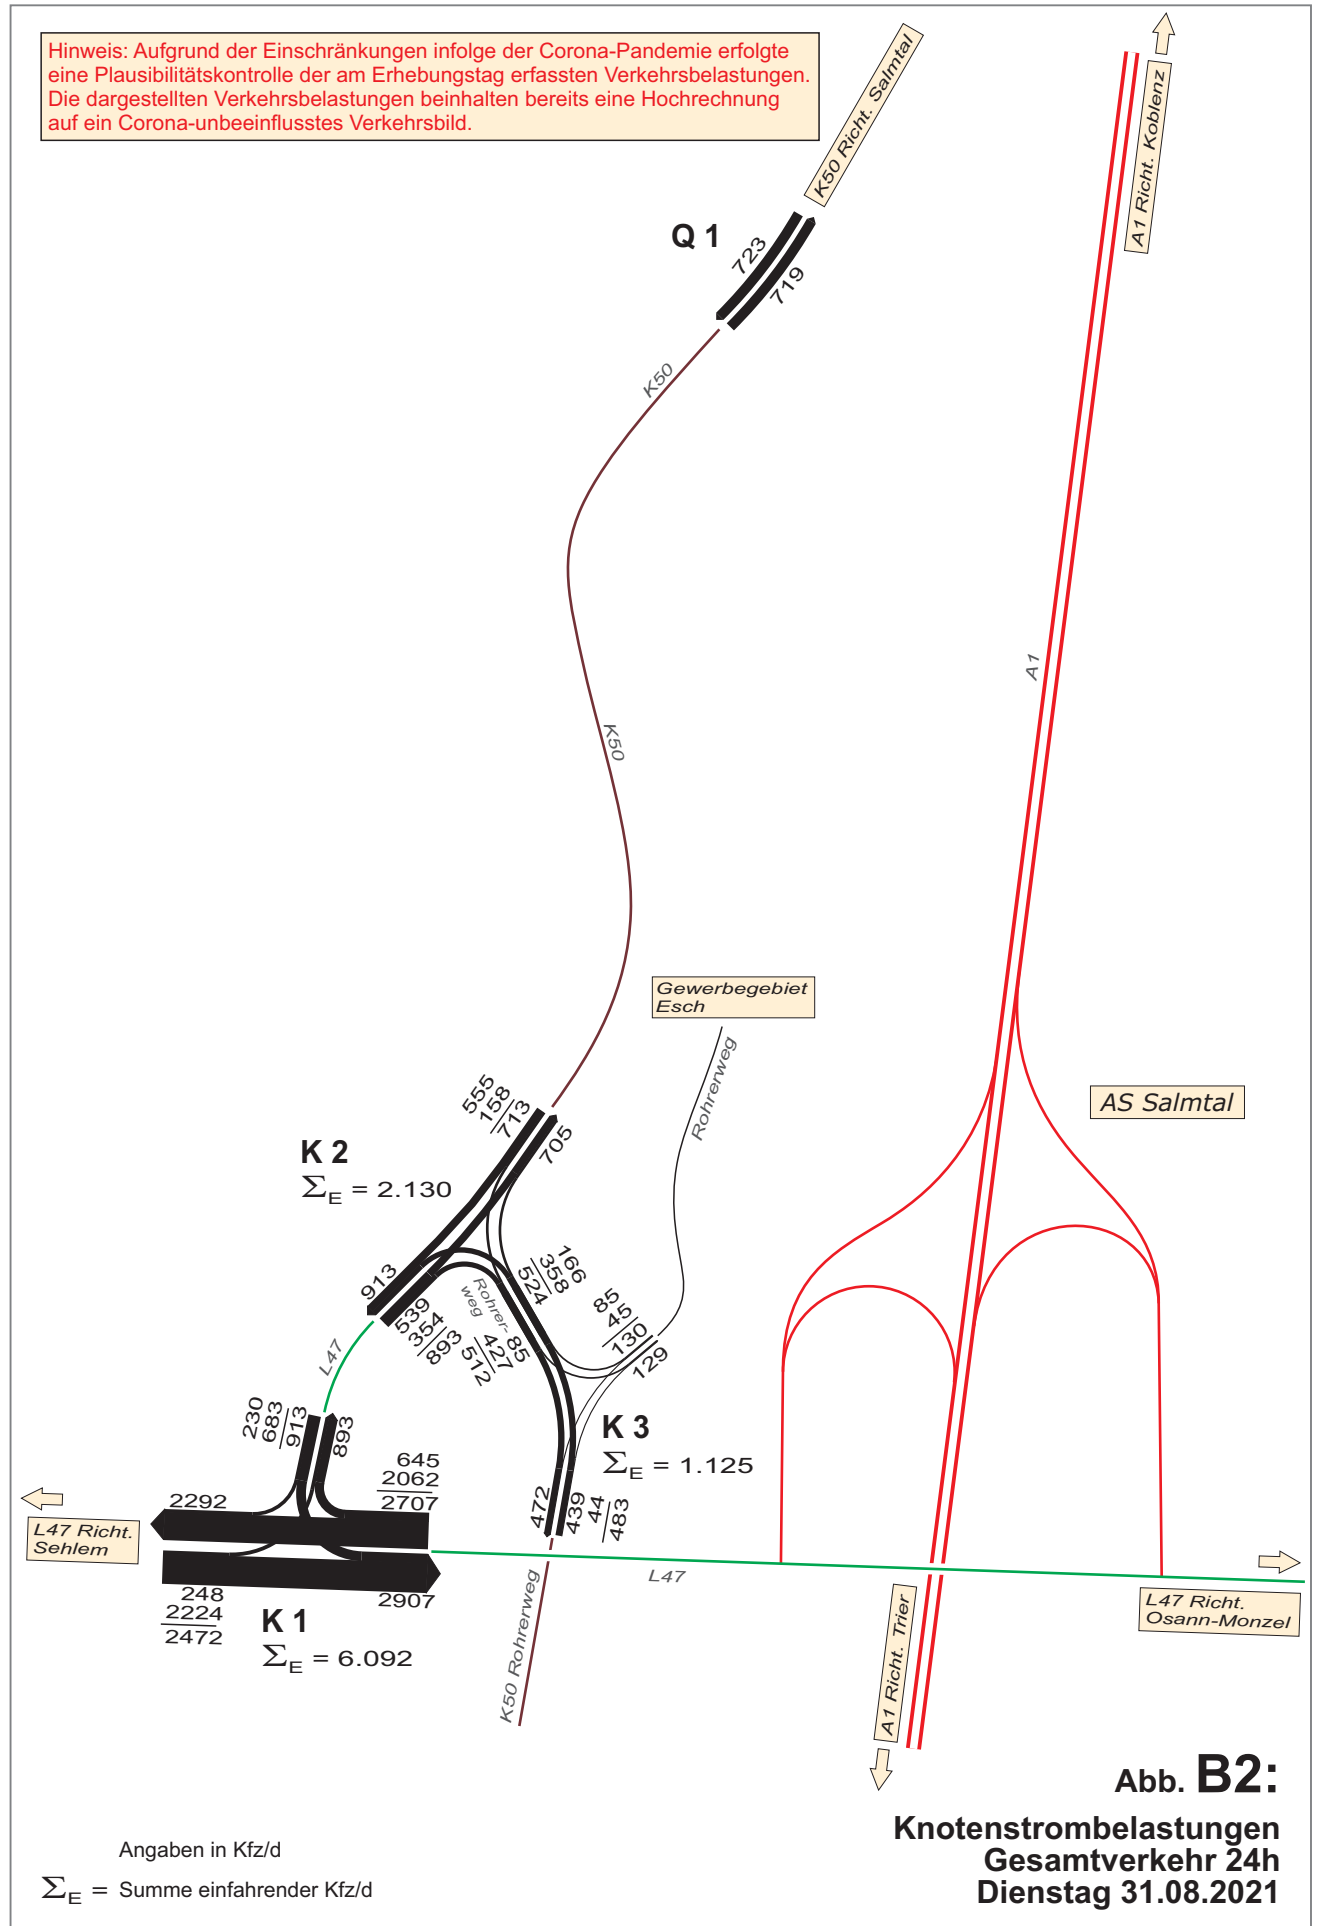 Hinweis: Aufgrund der Einschränkungen infolge der Corona-Pandemie erfolgte
eine Plausibilitätskontrolle der am Erhebungstag erfassten Verkehrsbelastungen.
Die dargestellten Verkehrsbelastungen beinhalten bereits eine Hochrechnung
auf ein Corona-unbeeinflusstes Verkehrsbild.
K50 Richt. Salmtal
A1 Richt. Koblenz
Q 1
723
719
K50
A1
K50
Gewerbegebiet
Esch
Rohrerweg
AS Salmtal
555
158
713
705
K 2
ΣE = 2.130
913
539
354
893
Rohrer-
weg
166
358
524
85
427
512
85
45
130
129
L47
230
683
913
893
K 3
ΣE = 1.125
645
2062
2707
2292
472
439
44
483
L47 Richt.
Sehlem
248
2224
2472
2907
K 1
ΣE = 6.092
L47
K50 Rohrerweg
A1 Richt. Trier
L47 Richt.
Osann-Monzel
Abb. B2:
Knotenstrombelastungen
Gesamtverkehr 24h
Dienstag 31.08.2021
Angaben in Kfz/d
ΣE = Summe einfahrender Kfz/d